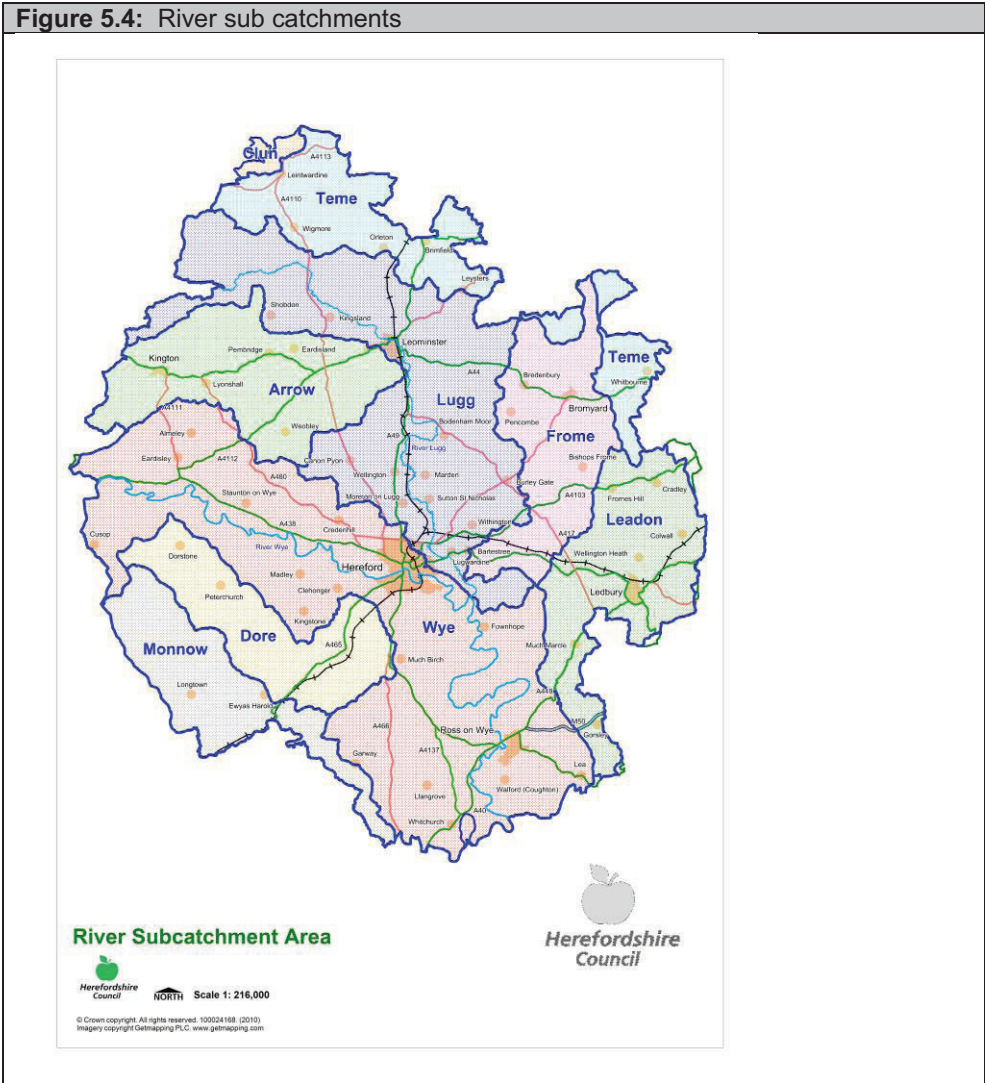 Figure 5.4: River sub catchments
Clun
A4113
Leintwardine
A4110
Teme
Wigmore
Orleton
Brimfield
Leysters
Shobdon
Kingsland
Leominster
Kington
Pembridge
Eardisland
Lyonshall
Arrow
A44
Lugg
Bredenbury
Teme
Whitbourne
Bromyard
A4111
Almeley
Weobley
Bodenham Moor
Pencombe
Frome
A49
River Lugg
Eardisley
A4112
Canon Pyon
Bishops Frome
A480
Wellington
Marden
Burley Gate
Cradley
Staunton on Wye
Moreton on Lugg
Sutton St Nicholas
A4103
Fromes Hill
A438
Credenhill
Withington
Leadon
Cusop
River Wye
A417
Colwall
Dorstone
Bartestree
Lugwardine
Wellington Heath
Hereford
Madley
Peterchurch
Clehonger
Ledbury
Kingstone
Wye
Fownhope
Dore
A465
Monnow
Much Birch
Much Marcle
Longtown
Ewyas Harold
A449
A466
M50
Ross on Wye
Gorsley
Garway
A4137
Lea
Llangrove
Walford (Coughton)
Whitchurch
A40
River Subcatchment Area
Herefordshire
Council
Herefordshire
Council
NORTH
Scale 1: 216,000
© Crown copyright. All rights reserved. 100024168. (2010)
Imagery copyright Getmapping PLC. www.getmapping.com